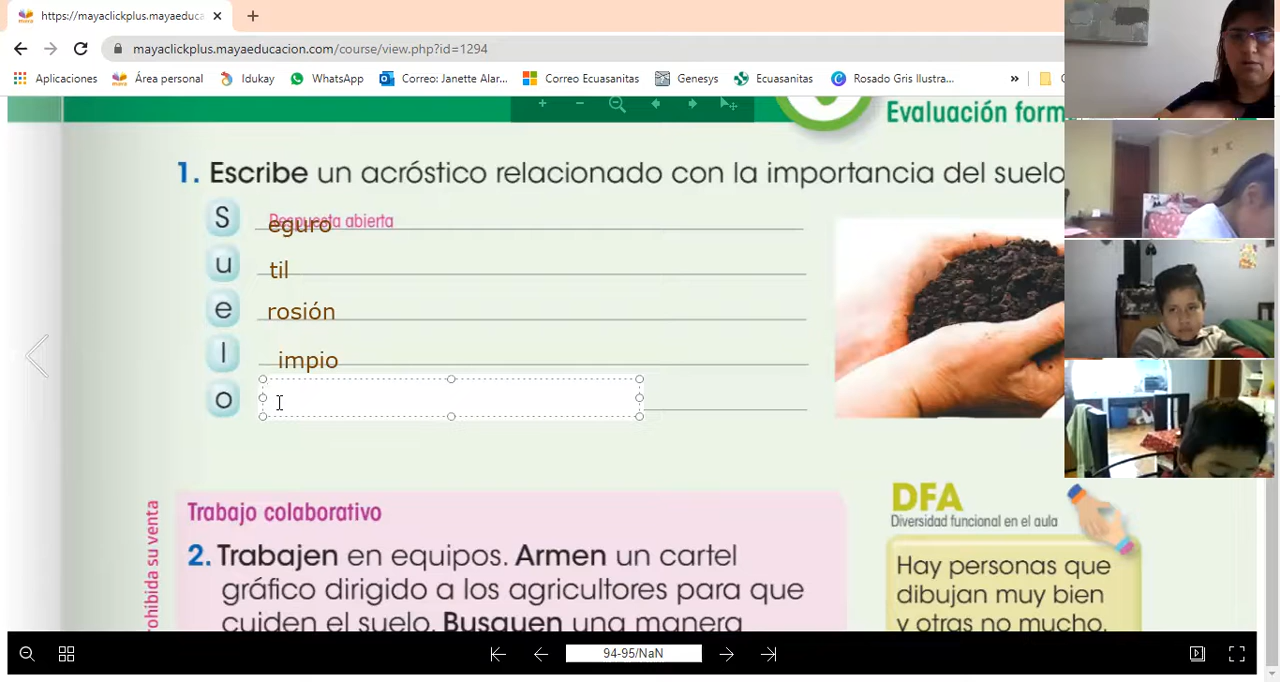 https://mayaclickplus.mayaeduca
mayaclickplus.mayaeducacion.com/course/view.php?id=1294
Aplicaciones Área personal Idukay WhatsApp Correo: Janette Alar... Correo Ecuasanitas Genesys Ecuasanitas Rosado Gris Ilustra... »
Evaluación form
1. Escribe un acróstico relacionado con la importancia del suelo
Respuesta abierta
S eguro
u til
e rosión
l impio
o
Trabajo colaborativo
2. Trabajen en equipos. Armen un cartel
gráfico dirigido a los agricultores para que
cuiden el suelo. Busquen una manera
rohibida su venta
DFA
Diversidad funcional en el aula
Hay personas que
dibujan muy bien
y otras no mucho.
94-95/NaN